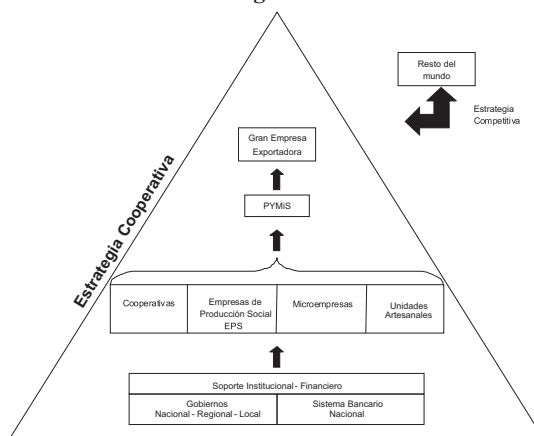 Resto del
mundo
Estrategia
Competitiva
Gran Empresa
Exportadora
PYMiS
Estrategia Cooperativa
Cooperativas
Empresas de
Producción Social
EPS
Microempresas
Unidades
Artesanales
Soporte Institucional - Financiero
Gobiernos
Nacional - Regional - Local
Sistema Bancario
Nacional